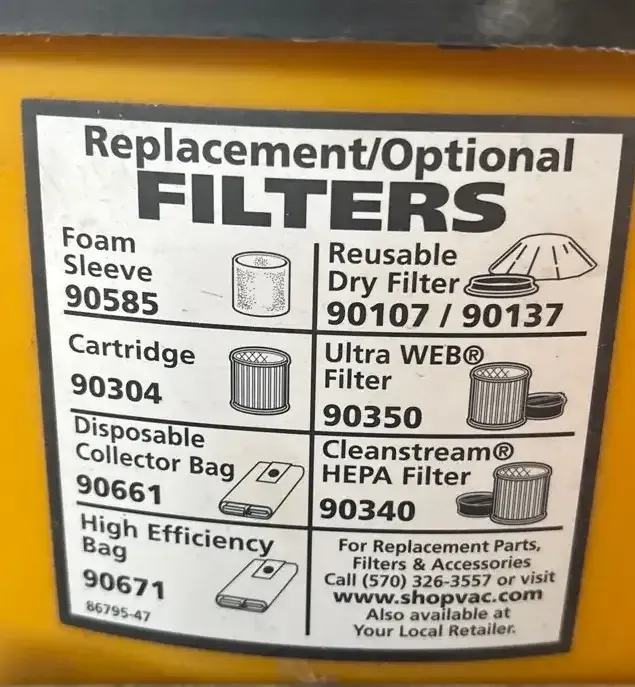 Replacement/Optional
FILTERS
Foam
Sleeve
90585
Reusable
Dry Filter
90107 / 90137
Cartridge
90304
Ultra WEB®
Filter
90350
Disposable
Collector Bag
90661
Cleanstream®
HEPA Filter
90340
High Efficiency
Bag
90671
86795-47
For Replacement Parts,
Filters & Accessories
Call (570) 326-3557 or visit
www.shopvac.com
Also available at
Your Local Retailer.